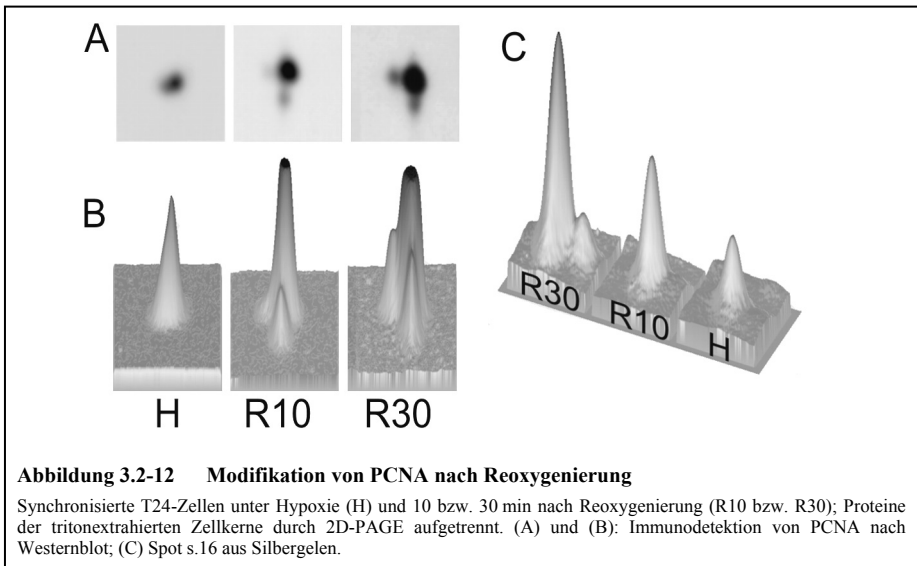 A
C
B
R30
R10
H
H R10 R30
Abbildung 3.2-12 Modifikation von PCNA nach Reoxygenierung
Synchronisierte T24-Zellen unter Hypoxie (H) und 10 bzw. 30 min nach Reoxygenierung (R10 bzw. R30); Proteine
der tritonextrahierten Zellkerne durch 2D-PAGE aufgetrennt. (A) und (B): Immunodetektion von PCNA nach
Westernblot; (C) Spot s.16 aus Silbergelen.